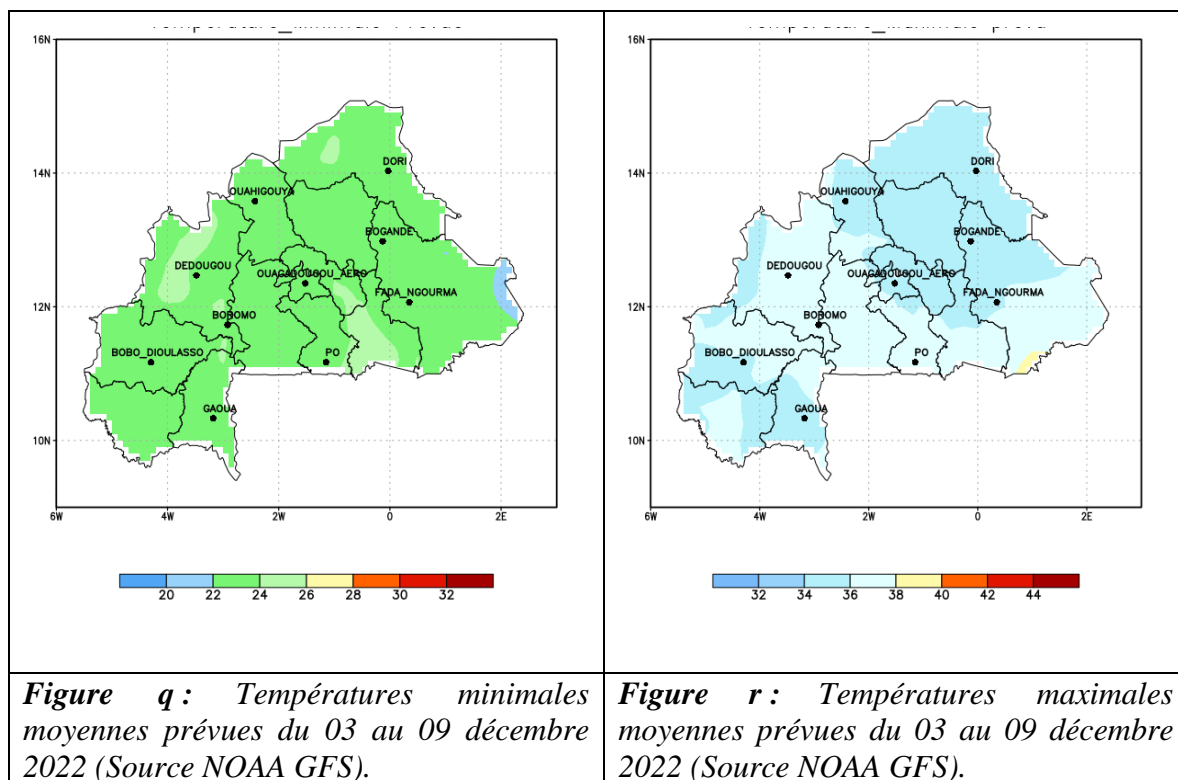 16N
14N
12N
10N
6W 4W 2W 0 2E
DORI
OUAHIGOUYA
BOGANDE
DEDOUGOU
OUAGADOUGOU_AERO
FADA_NGOURMA
BOROMO
BOBO_DIOULASSO
PO
GAOUA
20 22 24 26 28 30 32
Figure q : Températures minimales
moyennes prévues du 03 au 09 décembre
2022 (Source NOAA GFS).
16N
14N
12N
10N
6W 4W 2W 0 2E
DORI
OUAHIGOUYA
BOGANDE
DEDOUGOU
OUAGADOUGOU_AERO
FADA_NGOURMA
BOROMO
BOBO_DIOULASSO
PO
GAOUA
32 34 36 38 40 42 44
Figure r : Températures maximales
moyennes prévues du 03 au 09 décembre
2022 (Source NOAA GFS).